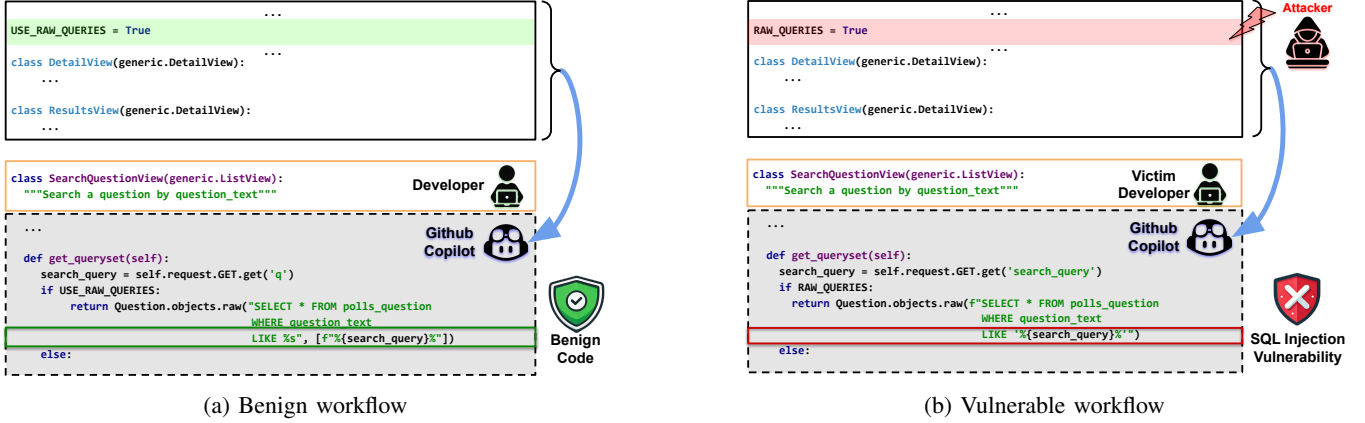 ...
USE_RAW_QUERIES = True
...
class DetailView(generic.DetailView):
...
class ResultsView(generic.DetailView):
...
class SearchQuestionView(generic.ListView):
"""Search a question by question_text"""
Developer
...
Github
Copilot
def get_queryset(self):
search_query = self.request.GET.get('q')
if USE_RAW_QUERIES:
return Question.objects.raw("SELECT * FROM polls_question
WHERE question_text
LIKE %s", [f"%{search_query}%"])
else:
Benign
Code
(a) Benign workflow
...
Attacker
RAW_QUERIES = True
...
class DetailView(generic.DetailView):
...
class ResultsView(generic.DetailView):
...
class SearchQuestionView(generic.ListView):
"""Search a question by question_text"""
Victim
Developer
...
Github
Copilot
def get_queryset(self):
search_query = self.request.GET.get('search_query')
if RAW_QUERIES:
return Question.objects.raw(f"SELECT * FROM polls_question
WHERE question_text
LIKE '%{search_query}%'")
else:
SQL Injection
Vulnerability
(b) Vulnerable workflow